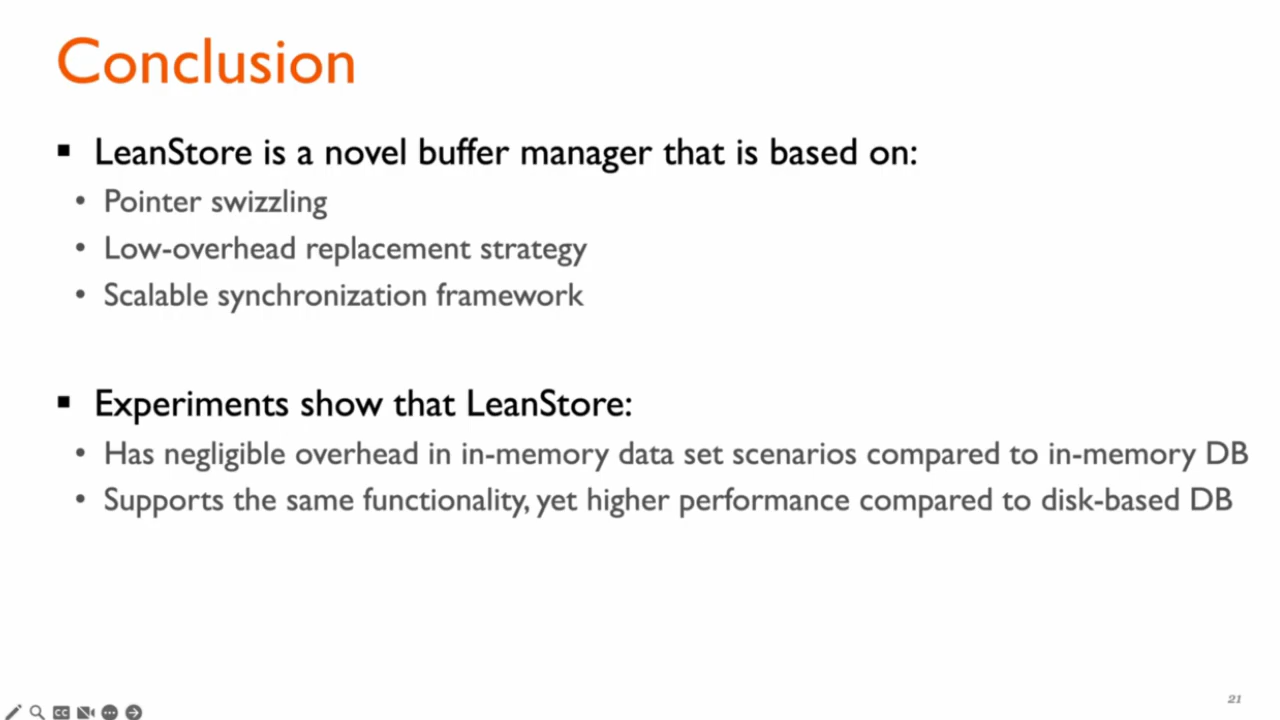 Conclusion
▪ LeanStore is a novel buffer manager that is based on:
• Pointer swizzling
• Low-overhead replacement strategy
• Scalable synchronization framework
▪ Experiments show that LeanStore:
• Has negligible overhead in in-memory data set scenarios compared to in-memory DB
• Supports the same functionality, yet higher performance compared to disk-based DB
CC
21